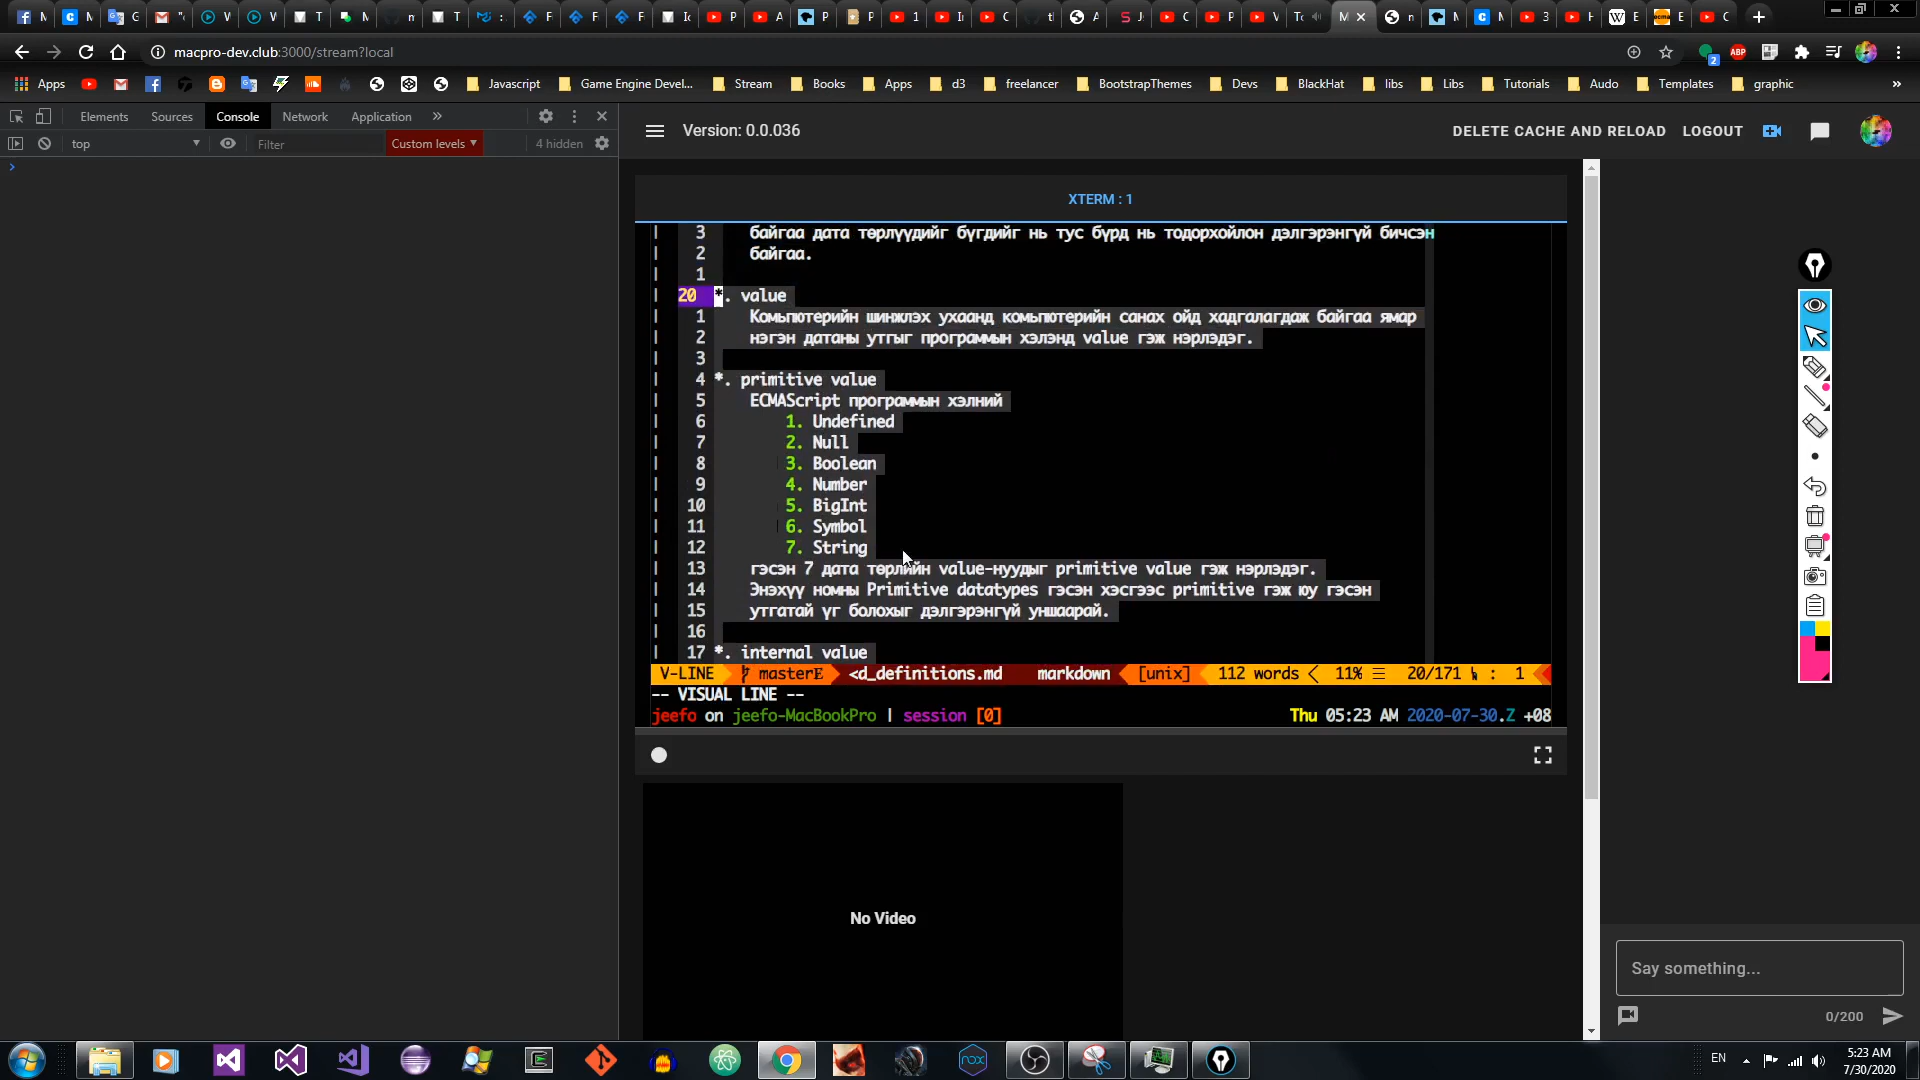 macpro-dev.club:3000/stream?local
Apps
Javascript
Game Engine Devel...
Stream
Books
Apps
d3
freelancer
BootstrapThemes
Devs
BlackHat
libs
Libs
Tutorials
Audo
Templates
graphic
»
Elements
Sources
Console
Network
Application
»
top
Filter
Custom levels
4 hidden
Version: 0.0.036
DELETE CACHE AND RELOAD
LOGOUT
XTERM : 1
3 байгаа дата төрлүүдийг бүгдийг нь тус бүрд нь тодорхойлон дэлгэрэнгүй бичсэн
2 байгаа.
1
20 *. value
1 Комьпютерийн шинжлэх ухаанд комьпютерийн санах ойд хадгалагдаж байгаа ямар
2 нэгэн датаны утгыг программын хэлэнд value гэж нэрлэдэг.
3
4 *. primitive value
5 ECMAScript программын хэлний
6 1. Undefined
7 2. Null
8 3. Boolean
9 4. Number
10 5. BigInt
11 6. Symbol
12 7. String
13 гэсэн 7 дата төрлийн value-нуудыг primitive value гэж нэрлэдэг.
14 Энэхүү номны Primitive datatypes гэсэн хэсгээс primitive гэж юу гэсэн
15 утгатай үг болохыг дэлгэрэнгүй уншаарай.
16
17 *. internal value
V-LINE masterE <d_definitions.md markdown [unix] 112 words < 11% ☰ 20/171 : 1
-- VISUAL LINE --
jeefo on jeefo-MacBookPro | session [0] Thu 05:23 AM 2020-07-30.Z +08
No Video
Say something...
0/200
EN
5:23 AM
7/30/2020